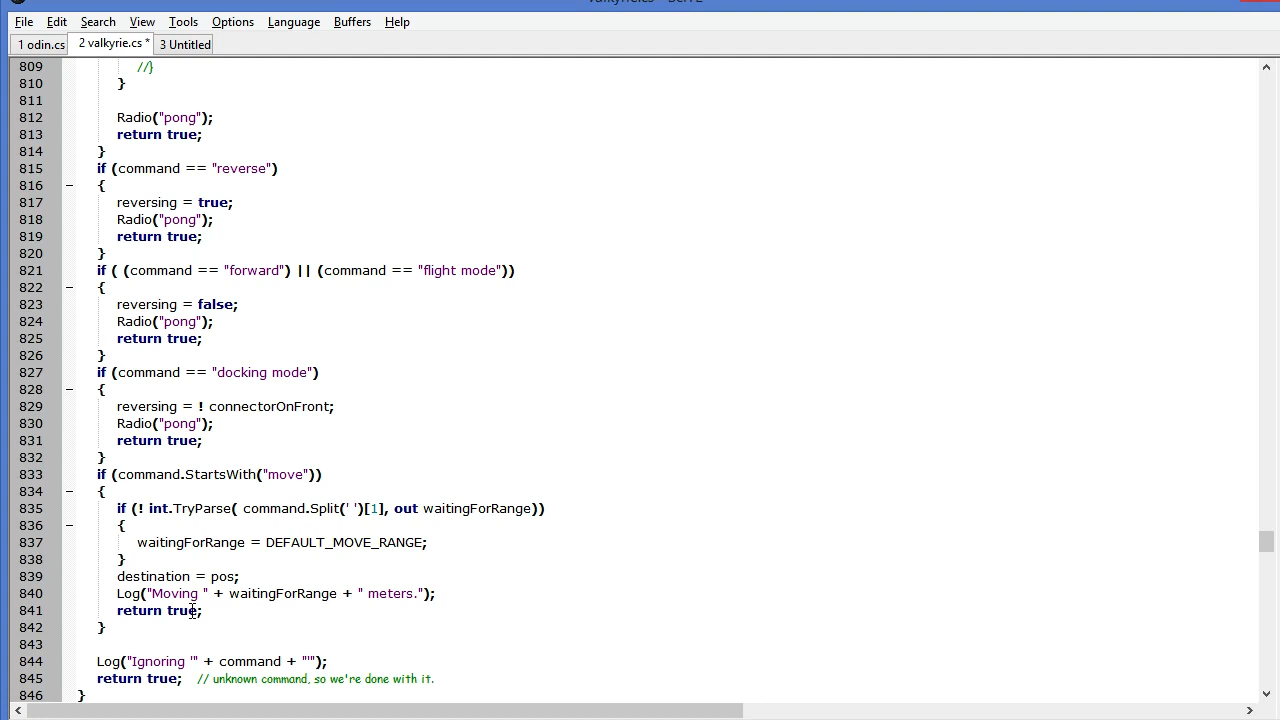 File Edit Search View Tools Options Language Buffers Help
1 odin.cs 2 valkyrie.cs * 3 Untitled
809 //}
810 }
811
812 Radio("pong");
813 return true;
814 }
815 if (command == "reverse")
816 {
817 reversing = true;
818 Radio("pong");
819 return true;
820 }
821 if ( (command == "forward") || (command == "flight mode"))
822 {
823 reversing = false;
824 Radio("pong");
825 return true;
826 }
827 if (command == "docking mode")
828 {
829 reversing = ! connectorOnFront;
830 Radio("pong");
831 return true;
832 }
833 if (command.StartsWith("move"))
834 {
835 if (! int.TryParse( command.Split(' ')[1], out waitingForRange))
836 {
837 waitingForRange = DEFAULT_MOVE_RANGE;
838 }
839 destination = pos;
840 Log("Moving " + waitingForRange + " meters.");
841 return true;
842 }
843
844 Log("Ignoring '" + command + "'");
845 return true; // unknown command, so we're done with it.
846 }